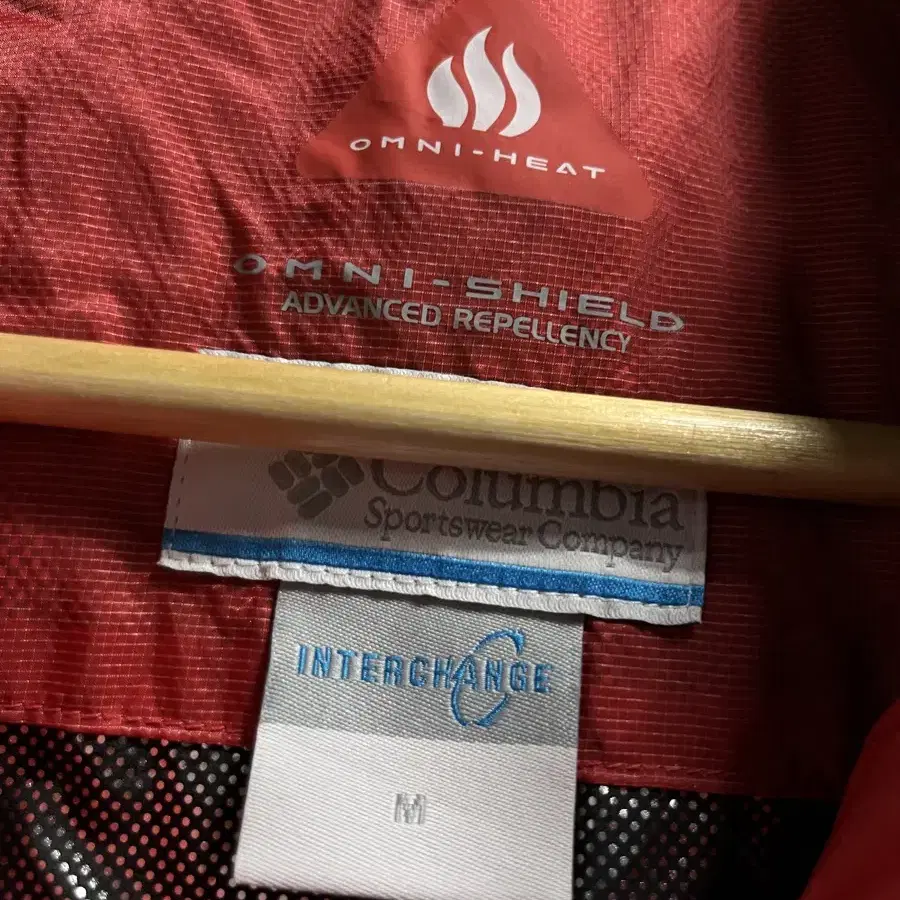 OMNI-HEAT
OMNI-SHIELD
ADVANCED REPELLENCY
Columbia
Sportswear Company
INTERCHANGE
M